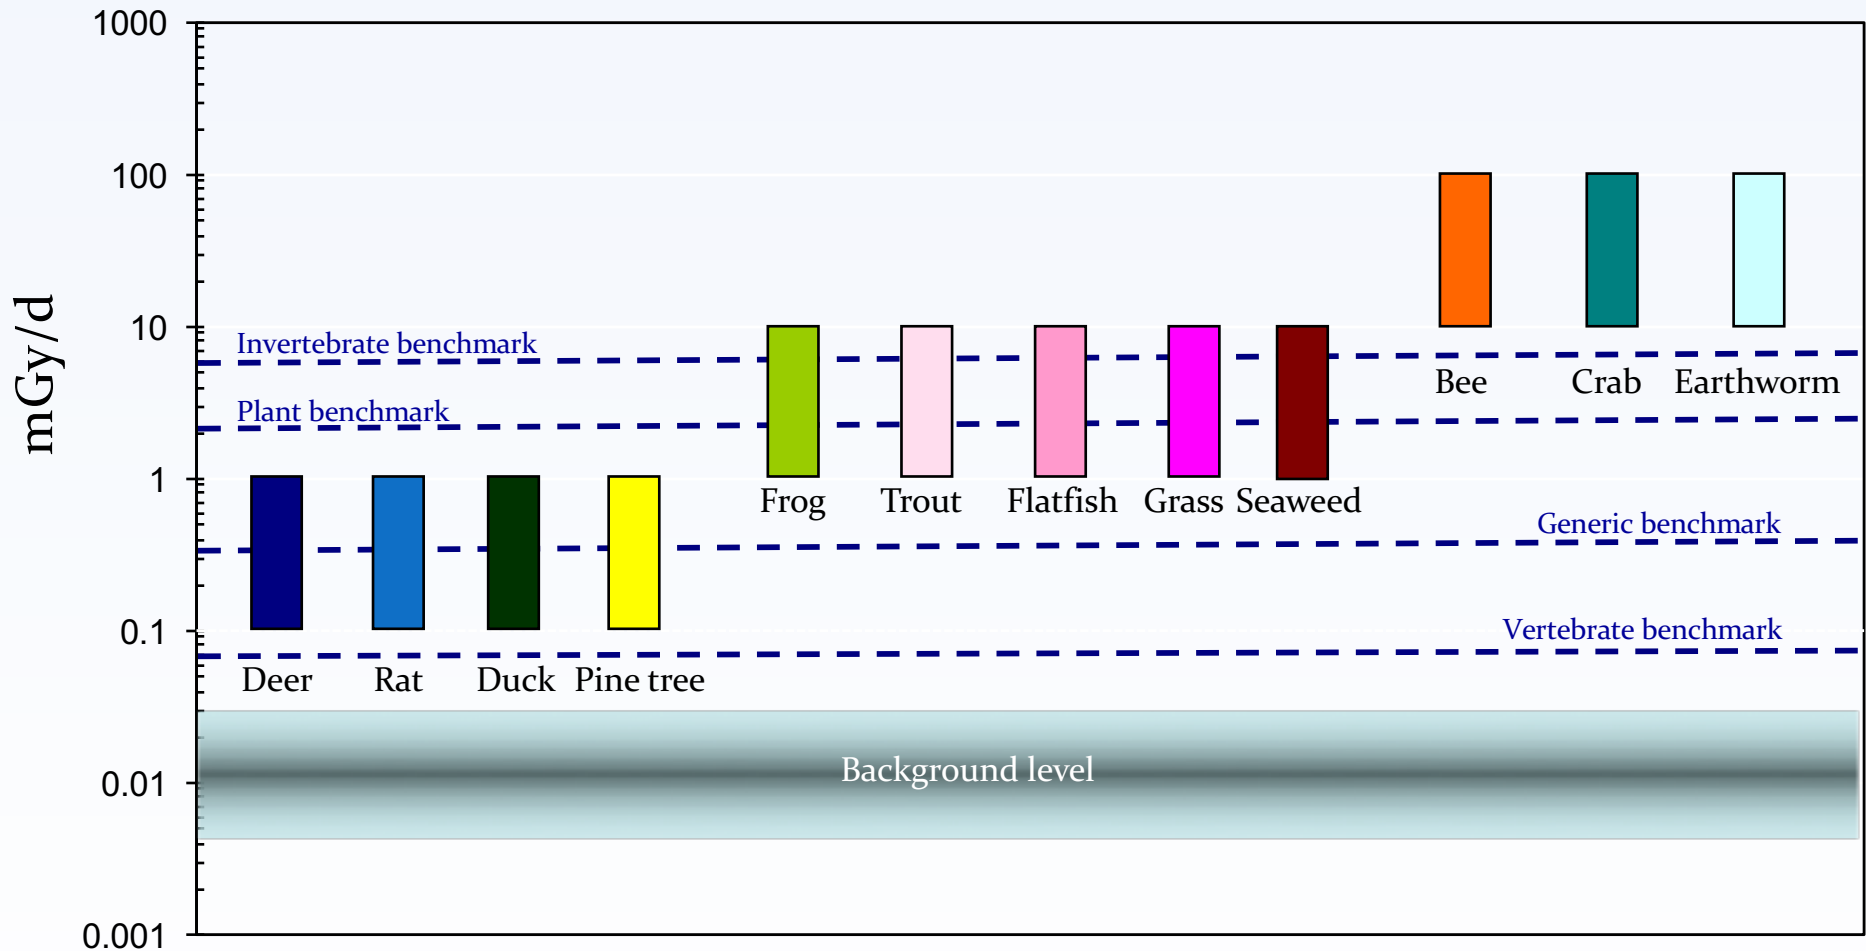 1000
100
10
1
0.1
0.01
0.001
mGy/d
Invertebrate benchmark
Plant benchmark
Generic benchmark
Vertebrate benchmark
Bee Crab Earthworm
Frog Trout Flatfish Grass Seaweed
Deer Rat Duck Pine tree
Background level